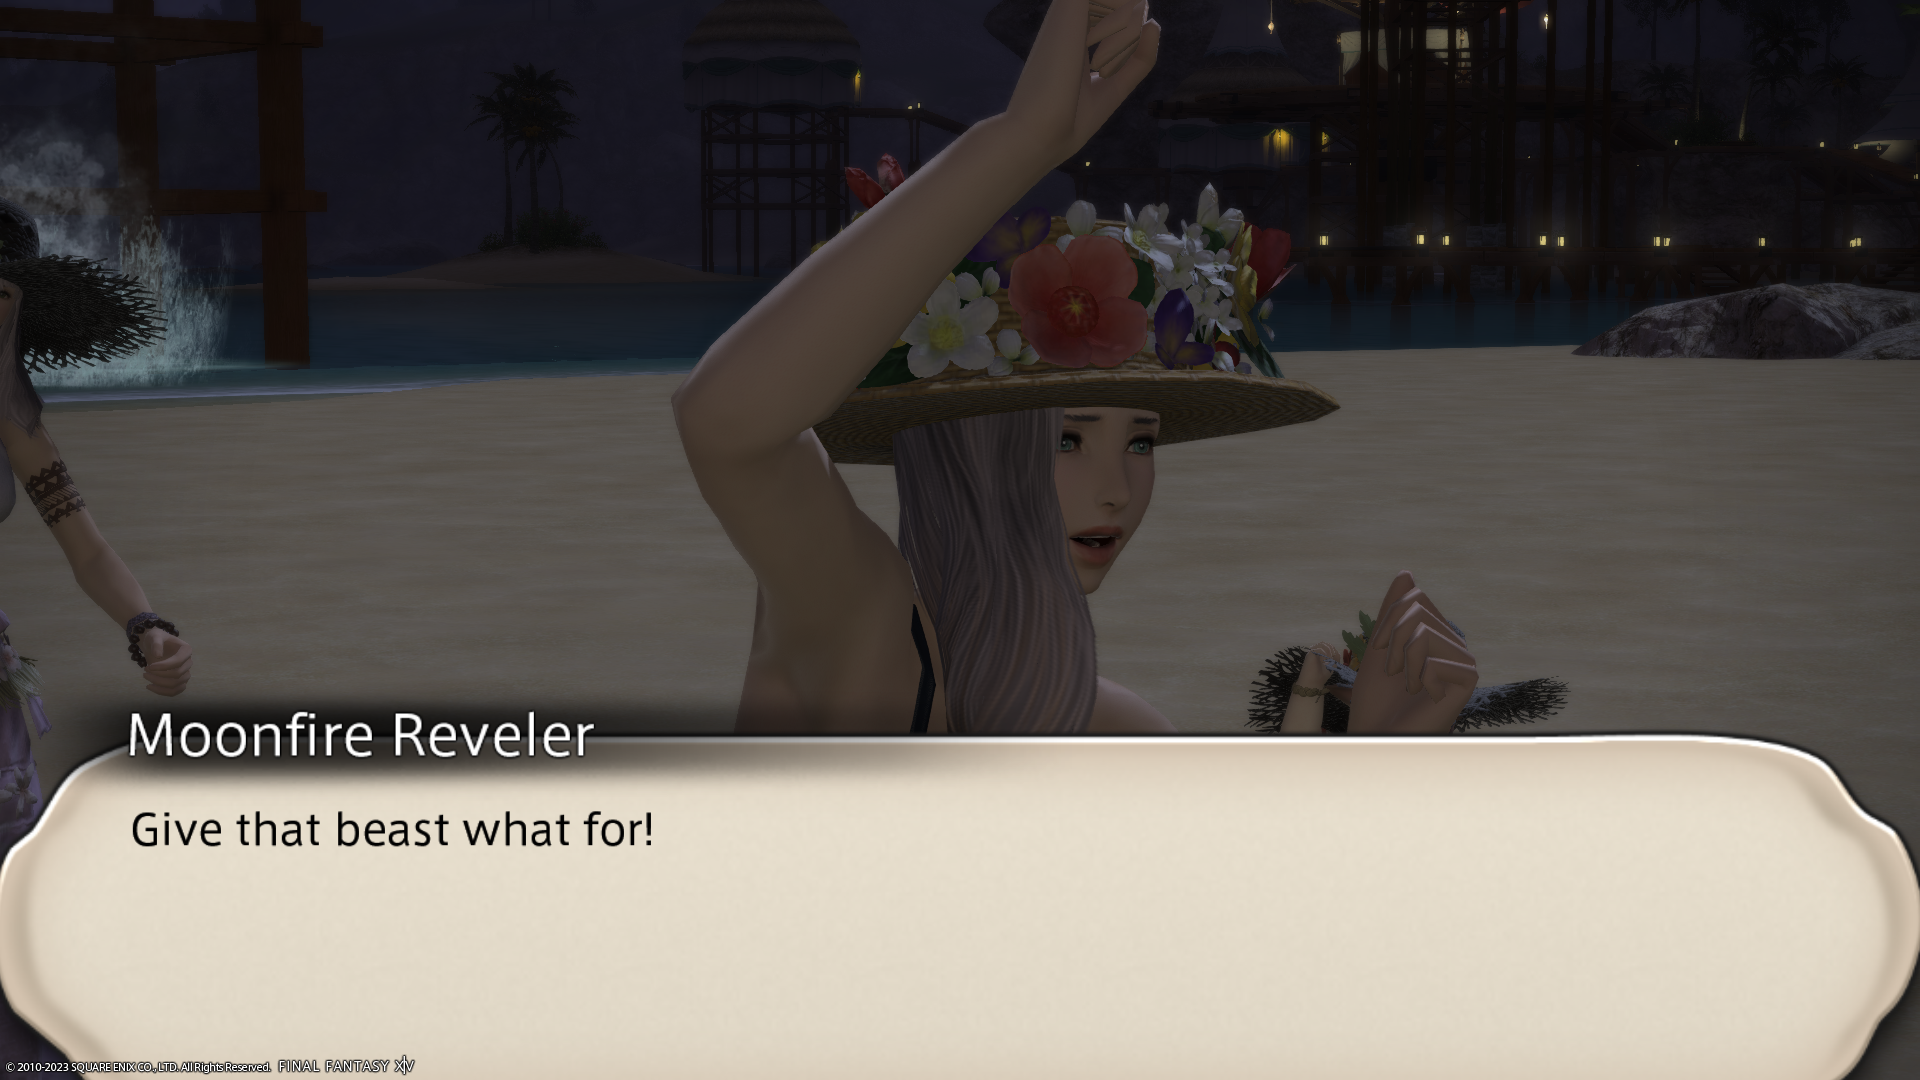 Moonfire Reveler
Give that beast what for!
© 2010-2023 SQUARE ENIX CO., LTD. All Rights Reserved. FINAL FANTASY XIV